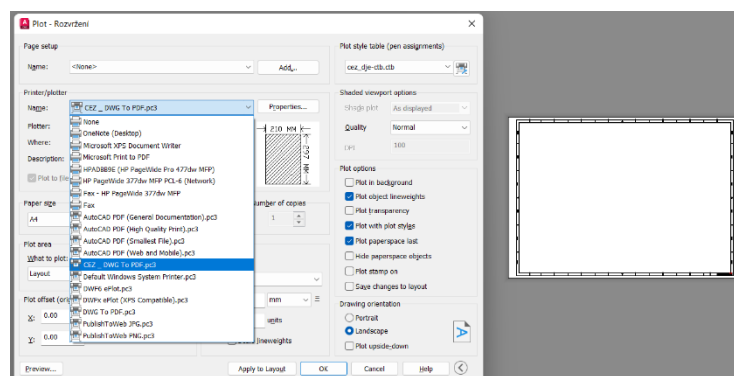 Plot - Rozvržení
Page setup
Name: <None> Add...
Plot style table (pen assignments)
cez_dje-ctb.ctb
Printer/plotter
Name: CEZ _ DWG To PDF.pc3 Properties...
Plotter:
Where:
Description:
Plot to file
None
OneNote (Desktop)
Microsoft XPS Document Writer
Microsoft Print to PDF
HPAD8B9E (HP PageWide Pro 477dw MFP)
HP PageWide 377dw MFP PCL-6 (Network)
Fax - HP PageWide 377dw MFP
Fax
AutoCAD PDF (General Documentation).pc3
AutoCAD PDF (High Quality Print).pc3
AutoCAD PDF (Smallest File).pc3
AutoCAD PDF (Web and Mobile).pc3
CEZ _ DWG To PDF.pc3
Default Windows System Printer.pc3
DWF6 ePlot.pc3
DWFx ePlot (XPS Compatible).pc3
DWG To PDF.pc3
PublishToWeb JPG.pc3
PublishToWeb PNG.pc3
210 MM
297 MM
Paper size
A4
Number of copies
1
Plot area
What to plot:
Layout
Plot offset (ori
X: 0.00
Y: 0.00
mm
units
lineweights
Shaded viewport options
Shade plot As displayed
Quality Normal
DPI 100
Plot options
Plot in background
Plot object lineweights
Plot transparency
Plot with plot styles
Plot paperspace last
Hide paperspace objects
Plot stamp on
Save changes to layout
Drawing orientation
Portrait
Landscape
Plot upside-down
A
Preview... Apply to Layout OK Cancel Help